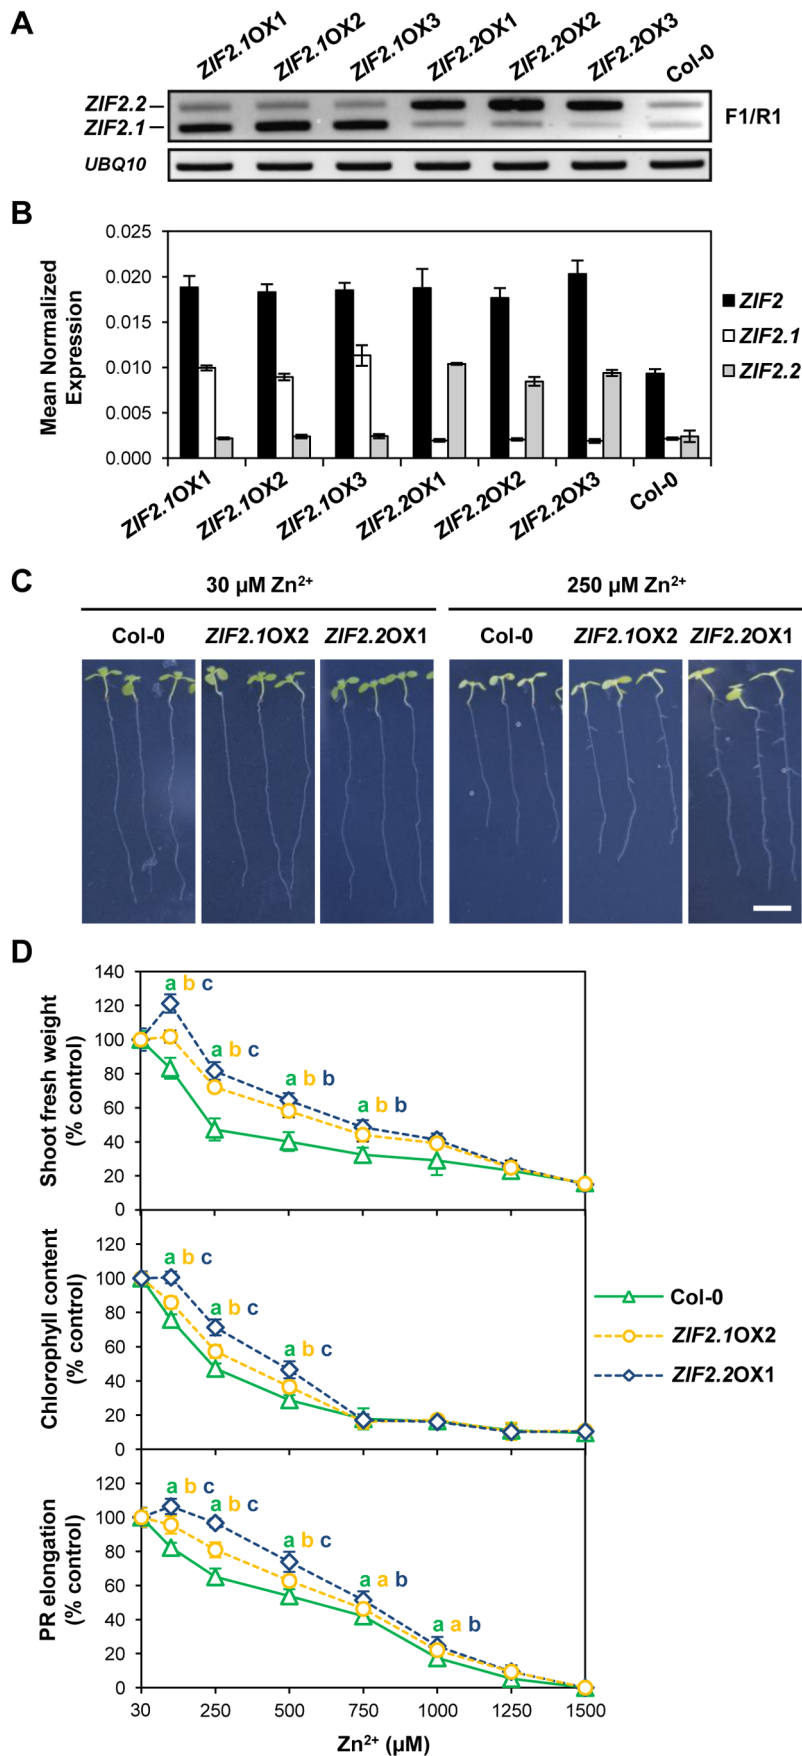 A
ZIF2.1OX1 ZIF2.1OX2 ZIF2.1OX3 ZIF2.2OX1 ZIF2.2OX2 ZIF2.2OX3 Col-0
ZIF2.2
ZIF2.1
F1/R1
UBQ10
B
Mean Normalized
Expression
0.025
0.020
0.015
0.010
0.005
0.000
ZIF2
ZIF2.1
ZIF2.2
ZIF2.1OX1 ZIF2.1OX2 ZIF2.1OX3 ZIF2.2OX1 ZIF2.2OX2 ZIF2.2OX3 Col-0
C
30 µM Zn²⁺ 250 µM Zn²⁺
Col-0 ZIF2.1OX2 ZIF2.2OX1 Col-0 ZIF2.1OX2 ZIF2.2OX1
D
Shoot fresh weight
(% control)
140
120
100
80
60
40
20
0
a b c
a b c
a b b
a b b
Chlorophyll content
(% control)
120
100
80
60
40
20
0
a b c
a b c
a b c
Col-0
ZIF2.1OX2
ZIF2.2OX1
PR elongation
(% control)
120
100
80
60
40
20
0
a b c
a b c
a b c
a a b
a a b
30 250 500 750 1000 1250 1500
Zn²⁺ (µM)